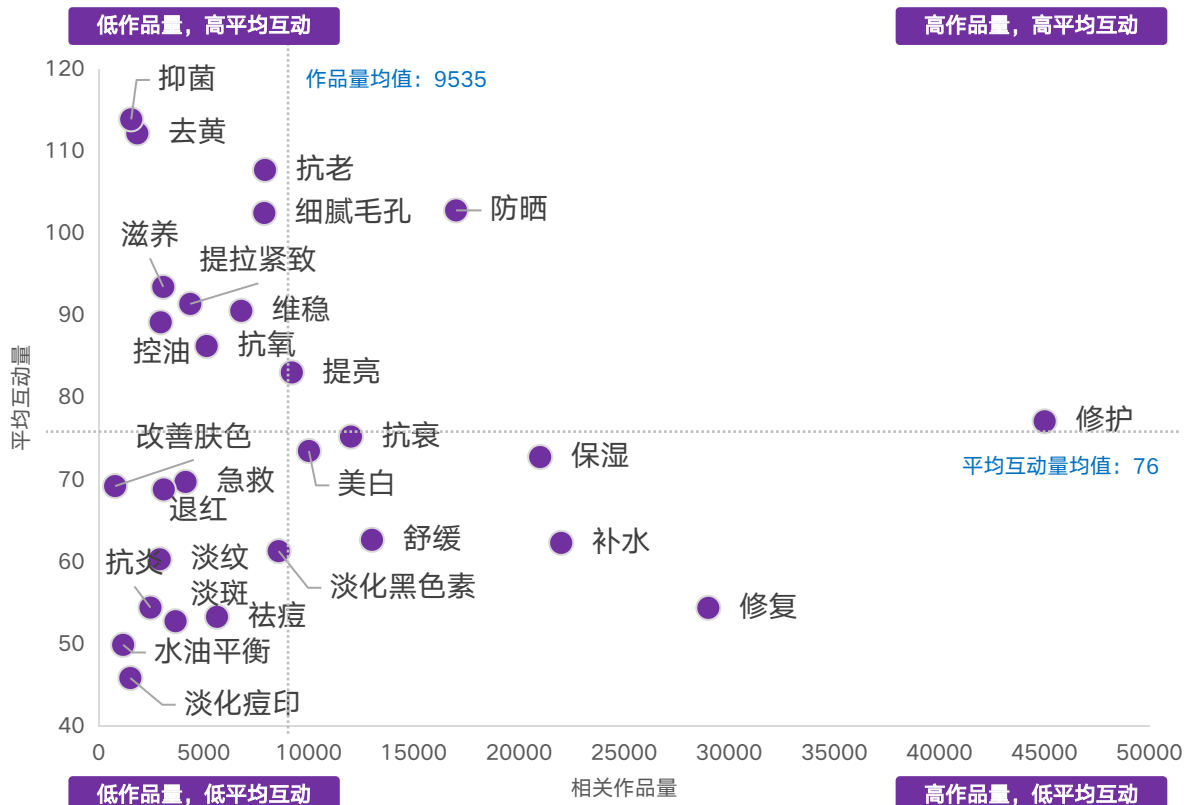 低作品量，高平均互动
高作品量，高平均互动
120
作品量均值：9535
抑菌
去黄
110
抗老
细腻毛孔
防晒
100
滋养
提拉紧致
90
维稳
控油
抗氧
提亮
平均互动量
80
修护
改善肤色
抗衰
保湿
平均互动量均值：76
70
急救
美白
退红
舒缓
补水
60
抗炎
淡纹
淡化黑色素
淡斑
祛痘
修复
50
水油平衡
淡化痘印
40
0
5000
10000
15000
20000
25000
30000
35000
40000
45000
50000
相关作品量
低作品量，低平均互动
高作品量，低平均互动